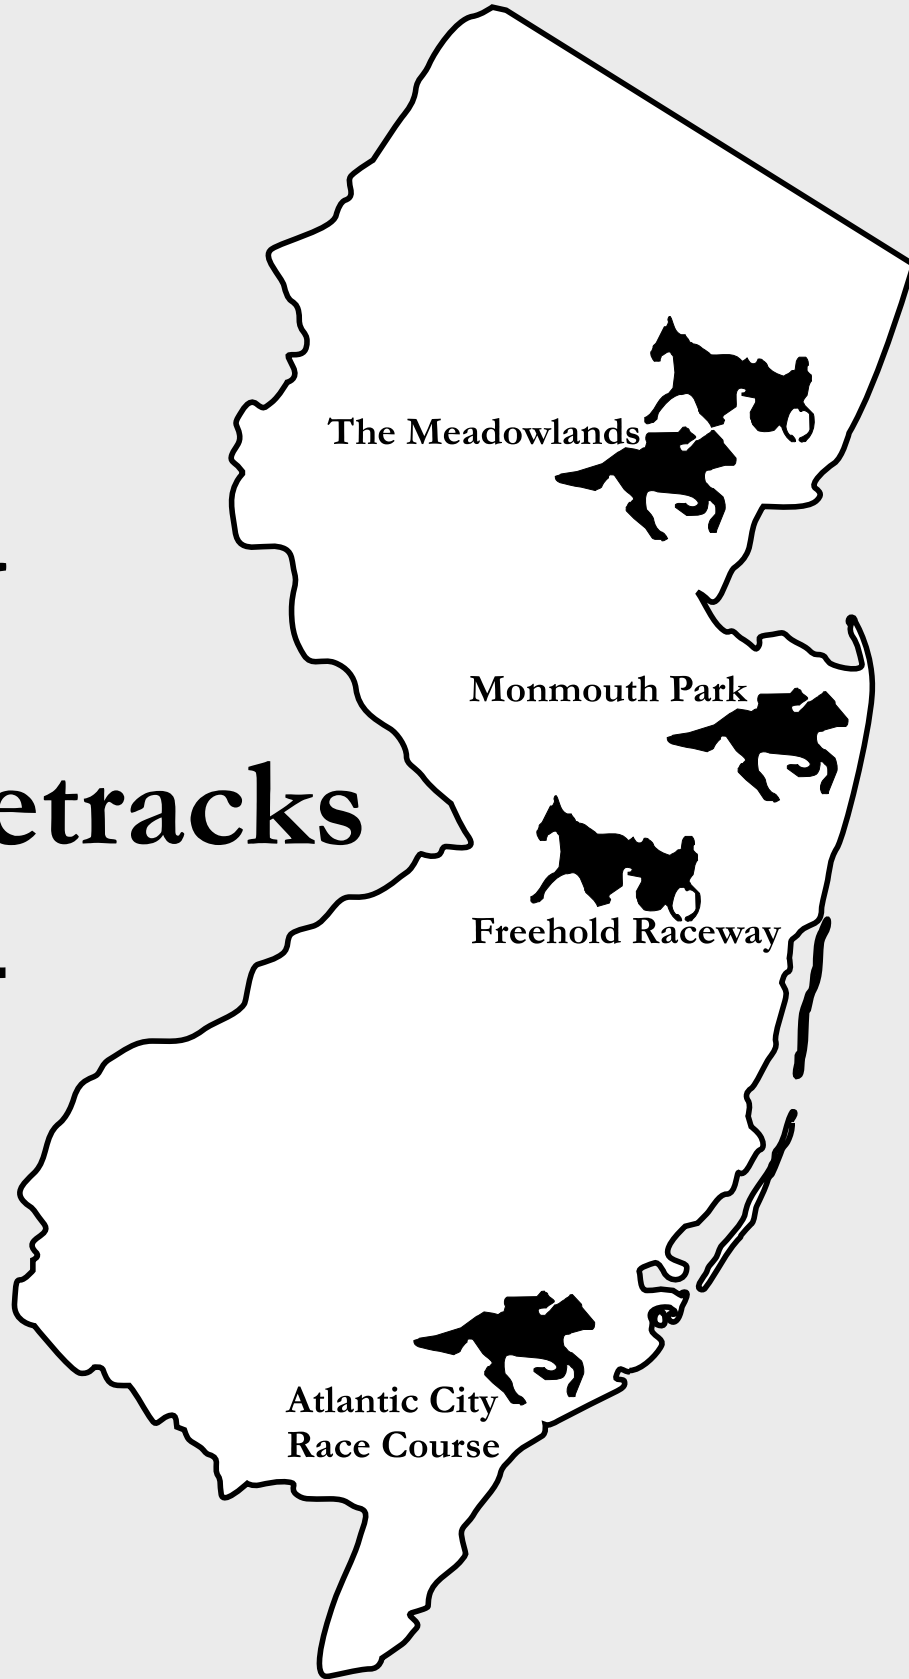 The Meadowlands
Monmouth Park
etracks
Freehold Raceway
Atlantic City
Race Course